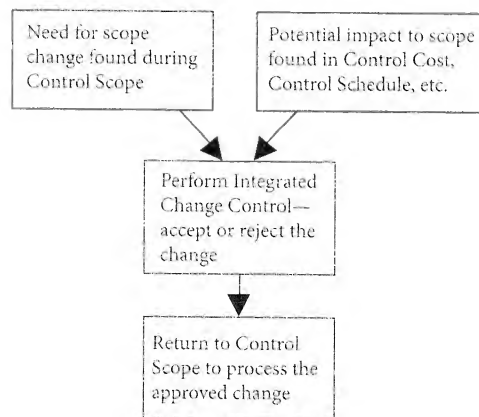 Need for scope
change found during
Control Scope
Potential impact to scope
found in Control Cost,
Control Schedule, etc.
Perform Integrated
Change Control—
accept or reject the
change
Return to Control
Scope to process the
approved change